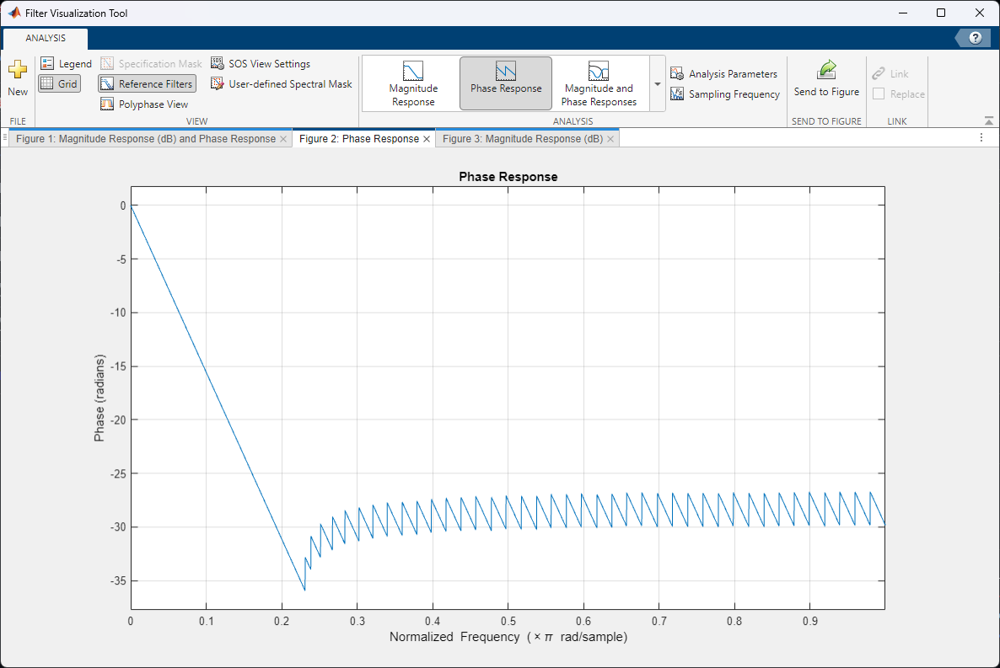 Filter Visualization Tool
ANALYSIS
?
New
Legend
Grid
Specification Mask
Reference Filters
Polyphase View
SOS View Settings
User-defined Spectral Mask
Magnitude
Response
Phase Response
Magnitude and
Phase Responses
Analysis Parameters
Sampling Frequency
Send to Figure
Link
Replace
FILE
VIEW
ANALYSIS
SEND TO FIGURE
LINK
Figure 1: Magnitude Response (dB) and Phase Response
Figure 2: Phase Response
Figure 3: Magnitude Response (dB)
Phase Response
0
-5
-10
-15
-20
-25
-30
-35
Phase (radians)
0 0.1 0.2 0.3 0.4 0.5 0.6 0.7 0.8 0.9
Normalized Frequency (×π rad/sample)